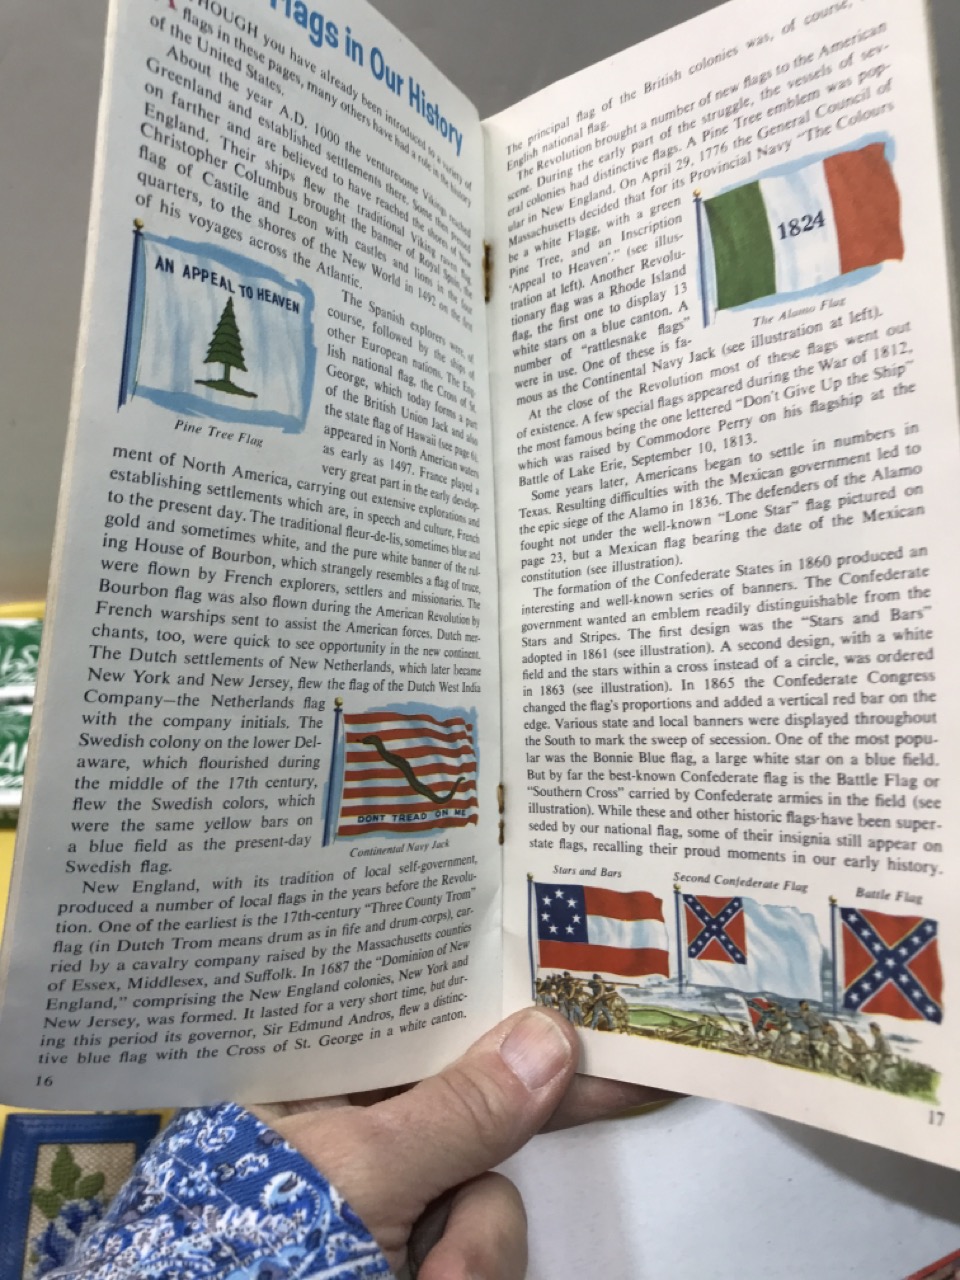 Flags in Our History
THOUGH you have already been introduced to a variety of
flags in these pages, many others have had a role in the history
of the United States.
About the year A.D. 1000 the venturesome Vikings reached
Greenland and established settlements there. Some then pressed
on farther and are believed to have reached the shores of New
England. Their ships flew the traditional Viking raven flag.
Christopher Columbus brought the banner of Royal Spain, the
flag of Castile and Leon with castles and lions in the four
quarters, to the shores of the New World in 1492 on the first
of his voyages across the Atlantic.
AN APPEAL TO HEAVEN
Pine Tree Flag
The Spanish explorers were, of
course, followed by the ships of
other European nations. The Eng-
lish national flag, the Cross of St.
George, which today forms a part
of the British Union Jack and also
the state flag of Hawaii (see page
appeared in North American waters
as early as 1497. France played a
very great part in the early develop-
ment of North America, carrying out extensive explorations and
establishing settlements which are, in speech and culture, French
to the present day. The traditional fleur-de-lis, sometimes blue and
gold and sometimes white, and the pure white banner of the rul-
ing House of Bourbon, which strangely resembles a flag of truce,
were flown by French explorers, settlers and missionaries. The
Bourbon flag was also flown during the American Revolution by
French warships sent to assist the American forces. Dutch mer-
chants, too, were quick to see opportunity in the new continent.
The Dutch settlements of New Netherlands, which later became
New York and New Jersey, flew the flag of the Dutch West India
Company—the Netherlands flag
with the company initials. The
Swedish colony on the lower Del-
aware, which flourished during
the middle of the 17th century,
flew the Swedish colors, which
were the same yellow bars on
a blue field as the present-day
Swedish flag.
DONT TREAD ON ME
Continental Navy Jack
New England, with its tradition of local self-government,
produced a number of local flags in the years before the Revolu-
tion. One of the earliest is the 17th-century "Three County Trom"
flag (in Dutch Trom means drum as in fife and drum-corps), car-
ried by a cavalry company raised by the Massachusetts counties
of Essex, Middlesex, and Suffolk. In 1687 the "Dominion of New
England," comprising the New England colonies, New York and
New Jersey, was formed. It lasted for a very short time, but dur-
ing this period its governor, Sir Edmund Andros, flew a distinc-
tive blue flag with the Cross of St. George in a white canton.
16
The principal flag of the British colonies was, of course,
English national flag.
The Revolution brought a number of new flags to the American
scene. During the early part of the struggle, the vessels of sev-
eral colonies had distinctive flags. A Pine Tree emblem was pop-
ular in New England. On April 29, 1776 the General Council of
Massachusetts decided that for its Provincial Navy "The Colours
be a white Flagg, with a green
Pine Tree, and an Inscription
'Appeal to Heaven'." (see illus-
tration at left). Another Revolu-
tionary flag was a Rhode Island
flag, the first one to display 13
white stars on a blue canton. A
number of "rattlesnake flags"
were in use. One of these is fa-
mous as the Continental Navy Jack (see illustration at left).
1824
The Alamo Flag
At the close of the Revolution most of these flags went out
of existence. A few special flags appeared during the War of 1812,
the most famous being the one lettered "Don't Give Up the Ship"
which was raised by Commodore Perry on his flagship at the
Battle of Lake Erie, September 10, 1813.
Some years later, Americans began to settle in numbers in
Texas. Resulting difficulties with the Mexican government led to
the epic siege of the Alamo in 1836. The defenders of the Alamo
fought not under the well-known "Lone Star" flag pictured on
page 23, but a Mexican flag bearing the date of the Mexican
constitution (see illustration).
The formation of the Confederate States in 1860 produced an
interesting and well-known series of banners. The Confederate
government wanted an emblem readily distinguishable from the
Stars and Stripes. The first design was the "Stars and Bars"
adopted in 1861 (see illustration). A second design, with a white
field and the stars within a cross instead of a circle, was ordered
in 1863 (see illustration). In 1865 the Confederate Congress
changed the flag's proportions and added a vertical red bar on the
edge. Various state and local banners were displayed throughout
the South to mark the sweep of secession. One of the most popu-
lar was the Bonnie Blue flag, a large white star on a blue field.
But by far the best-known Confederate flag is the Battle Flag or
"Southern Cross" carried by Confederate armies in the field (see
illustration). While these and other historic flags have been super-
seded by our national flag, some of their insignia still appear on
state flags, recalling their proud moments in our early history.
Stars and Bars
Second Confederate Flag
Battle Flag
17